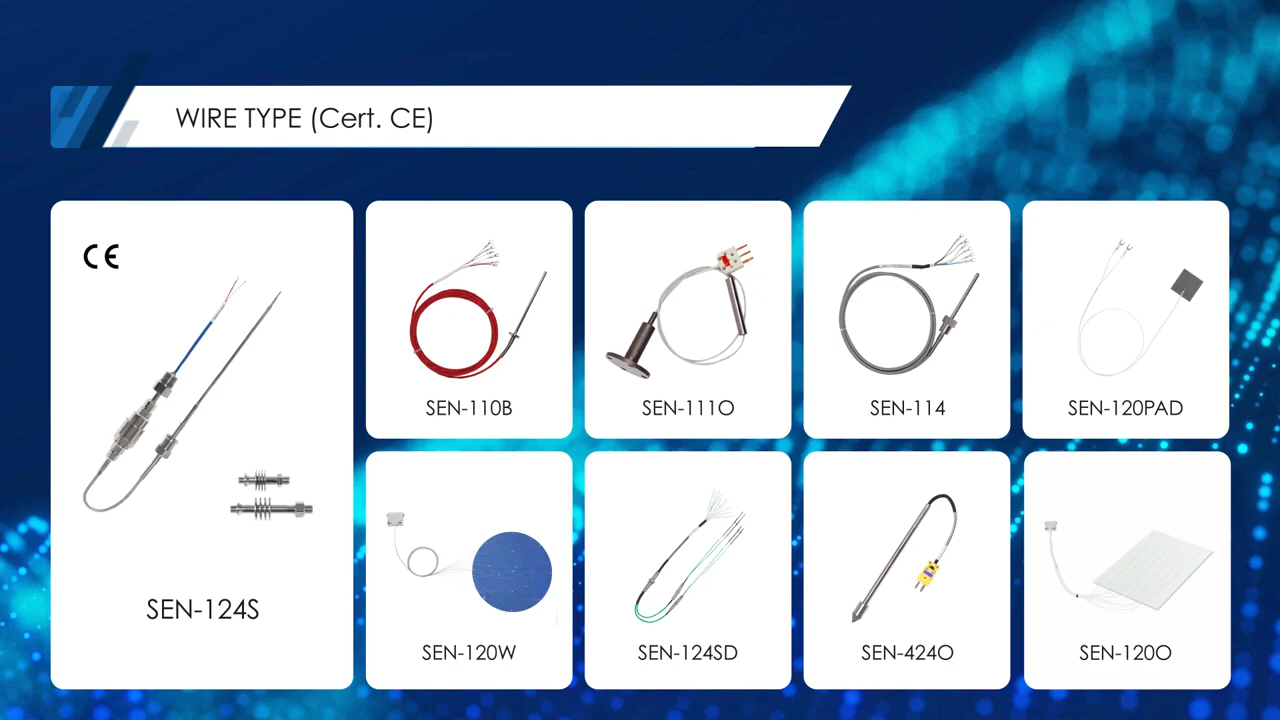 WIRE TYPE (Cert. CE)
CE
SEN-124S
SEN-110B
SEN-111O
SEN-114
SEN-120PAD
SEN-120W
SEN-124SD
SEN-424O
SEN-120O